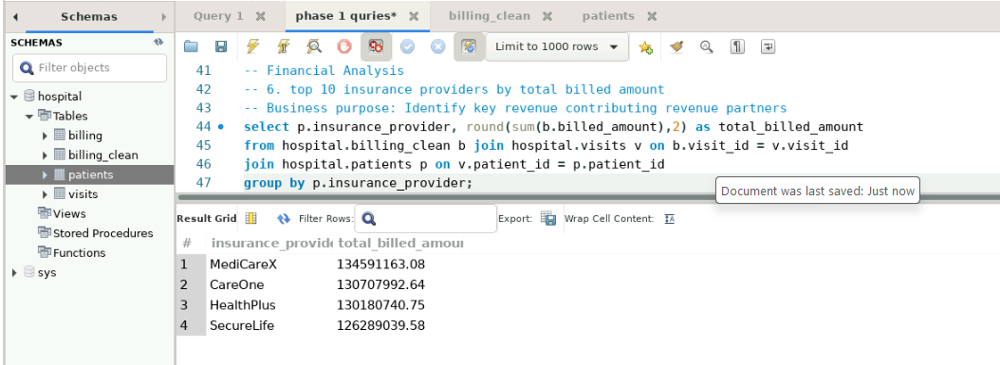 Schemas
Query 1
phase 1 quries*
billing_clean
patients
SCHEMAS
Filter objects
hospital
Tables
billing
billing_clean
patients
visits
Views
Stored Procedures
Functions
sys
Limit to 1000 rows
41 -- Financial Analysis
42 -- 6. top 10 insurance providers by total billed amount
43 -- Business purpose: Identify key revenue contributing revenue partners
44 select p.insurance_provider, round(sum(b.billed_amount),2) as total_billed_amount
45 from hospital.billing_clean b join hospital.visits v on b.visit_id = v.visit_id
46 join hospital.patients p on v.patient_id = p.patient_id
47 group by p.insurance_provider;
Document was last saved: Just now
Result Grid Filter Rows: Export: Wrap Cell Content:
# insurance_provide total_billed_amour
1 MediCareX 134591163.08
2 CareOne 130707992.64
3 HealthPlus 130180740.75
4 SecureLife 126289039.58